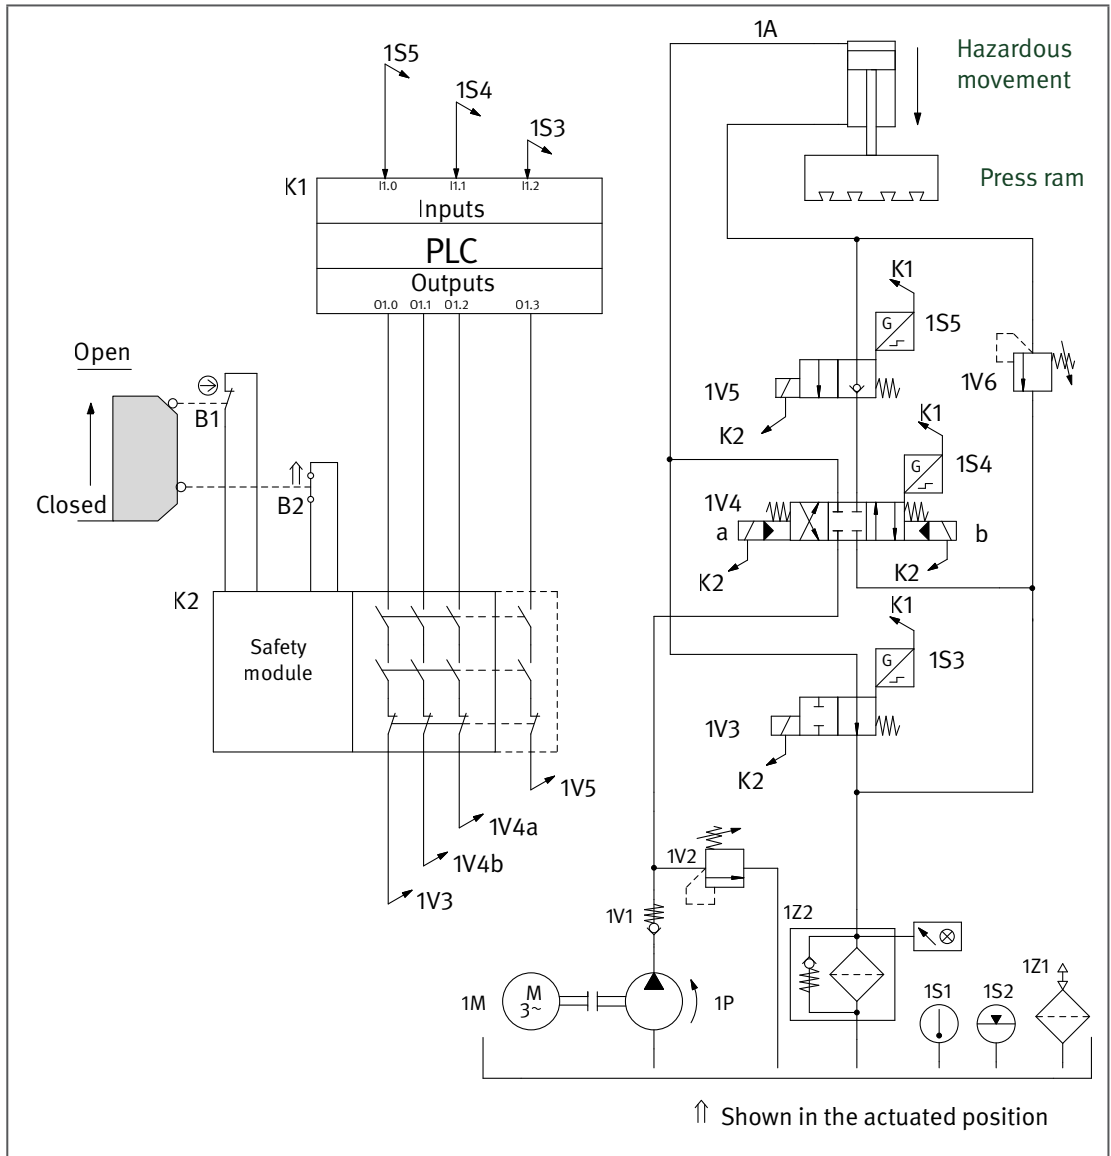 1A
Hazardous
movement
Press ram
1S5
1S4
1S3
K1
I1.0 I1.1 I1.2
Inputs
PLC
Outputs
O1.0 O1.1 O1.2 O1.3
K1
G
1S5
1V5
K2
1V6
Open
B1
Closed
B2
K1
G
1S4
1V4
a
b
K2
K2
K2
Safety
module
K1
G
1S3
1V3
K2
1V5
1V4a
1V4b
1V3
1V2
1V1
1Z2
1M
M
3~
1P
1S1
1S2
1Z1
⇑ Shown in the actuated position